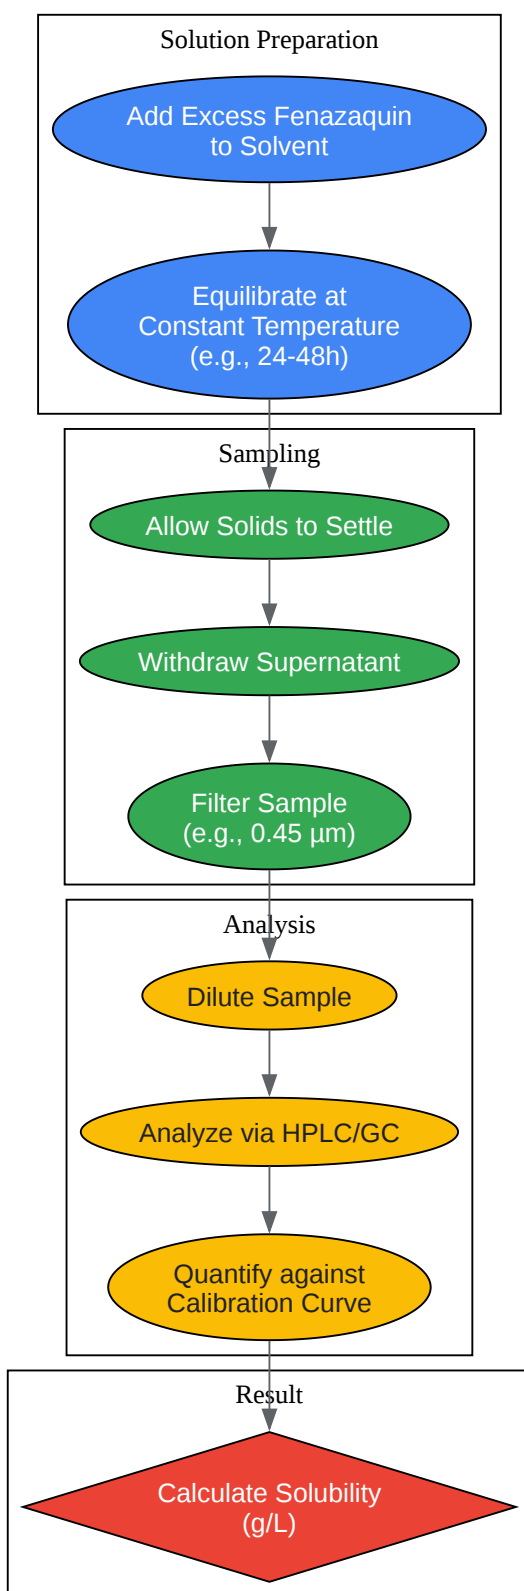 Solution Preparation
Add Excess Fenazaquin
to Solvent
Equilibrate at
Constant Temperature
(e.g., 24-48h)
Sampling
Allow Solids to Settle
Withdraw Supernatant
Filter Sample
(e.g., 0.45 µm)
Analysis
Dilute Sample
Analyze via HPLC/GC
Quantify against
Calibration Curve
Result
Calculate Solubility
(g/L)